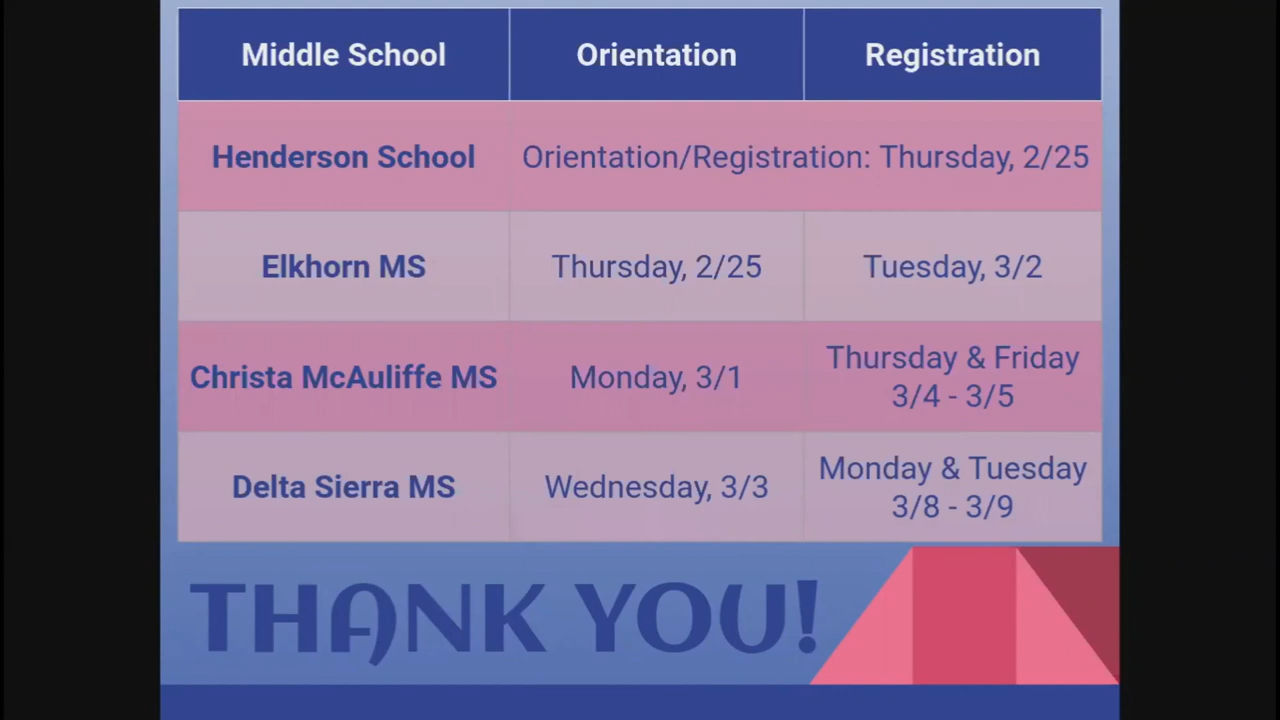 Middle School Orientation Registration
Henderson School Orientation/Registration: Thursday, 2/25
Elkhorn MS Thursday, 2/25 Tuesday, 3/2
Christa McAuliffe MS Monday, 3/1 Thursday & Friday
3/4 - 3/5
Delta Sierra MS Wednesday, 3/3 Monday & Tuesday
3/8 - 3/9
THANK YOU!